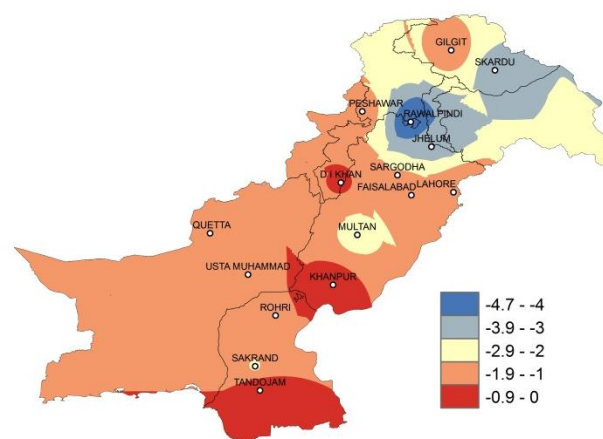 GILGIT
SKARDU
PESHAWAR
RAWALPINDI
JHELUM
SARGODHA
D I KHAN
FAISALABAD
LAHORE
QUETTA
MULTAN
USTA MUHAMMAD
KHANPUR
ROHRI
SAKRAND
TANDOJAM
-4.7 - -4
-3.9 - -3
-2.9 - -2
-1.9 - -1
-0.9 - 0